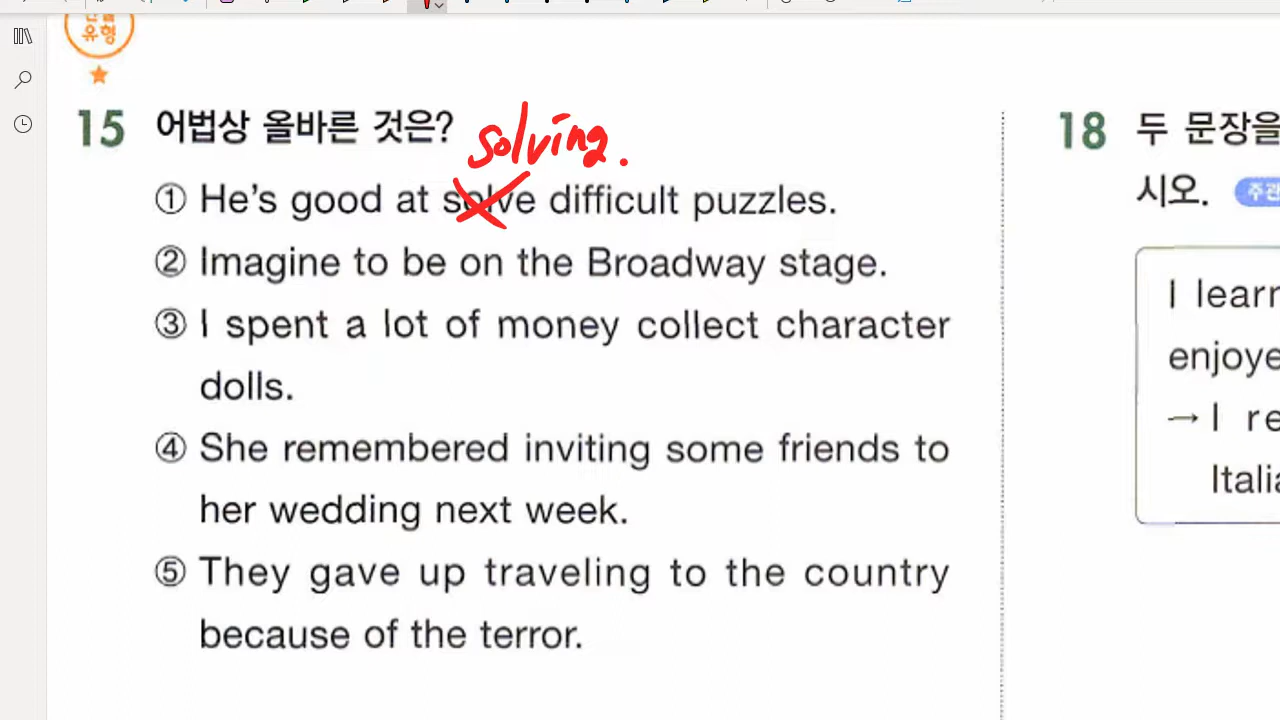 유형
15 어법상 올바른 것은?
solving.
① He's good at solve difficult puzzles.
② Imagine to be on the Broadway stage.
③ I spent a lot of money collect character
dolls.
④ She remembered inviting some friends to
her wedding next week.
⑤ They gave up traveling to the country
because of the terror.
18 두 문장을
시오. 주관
I learn
enjoye
→ I re
Italia